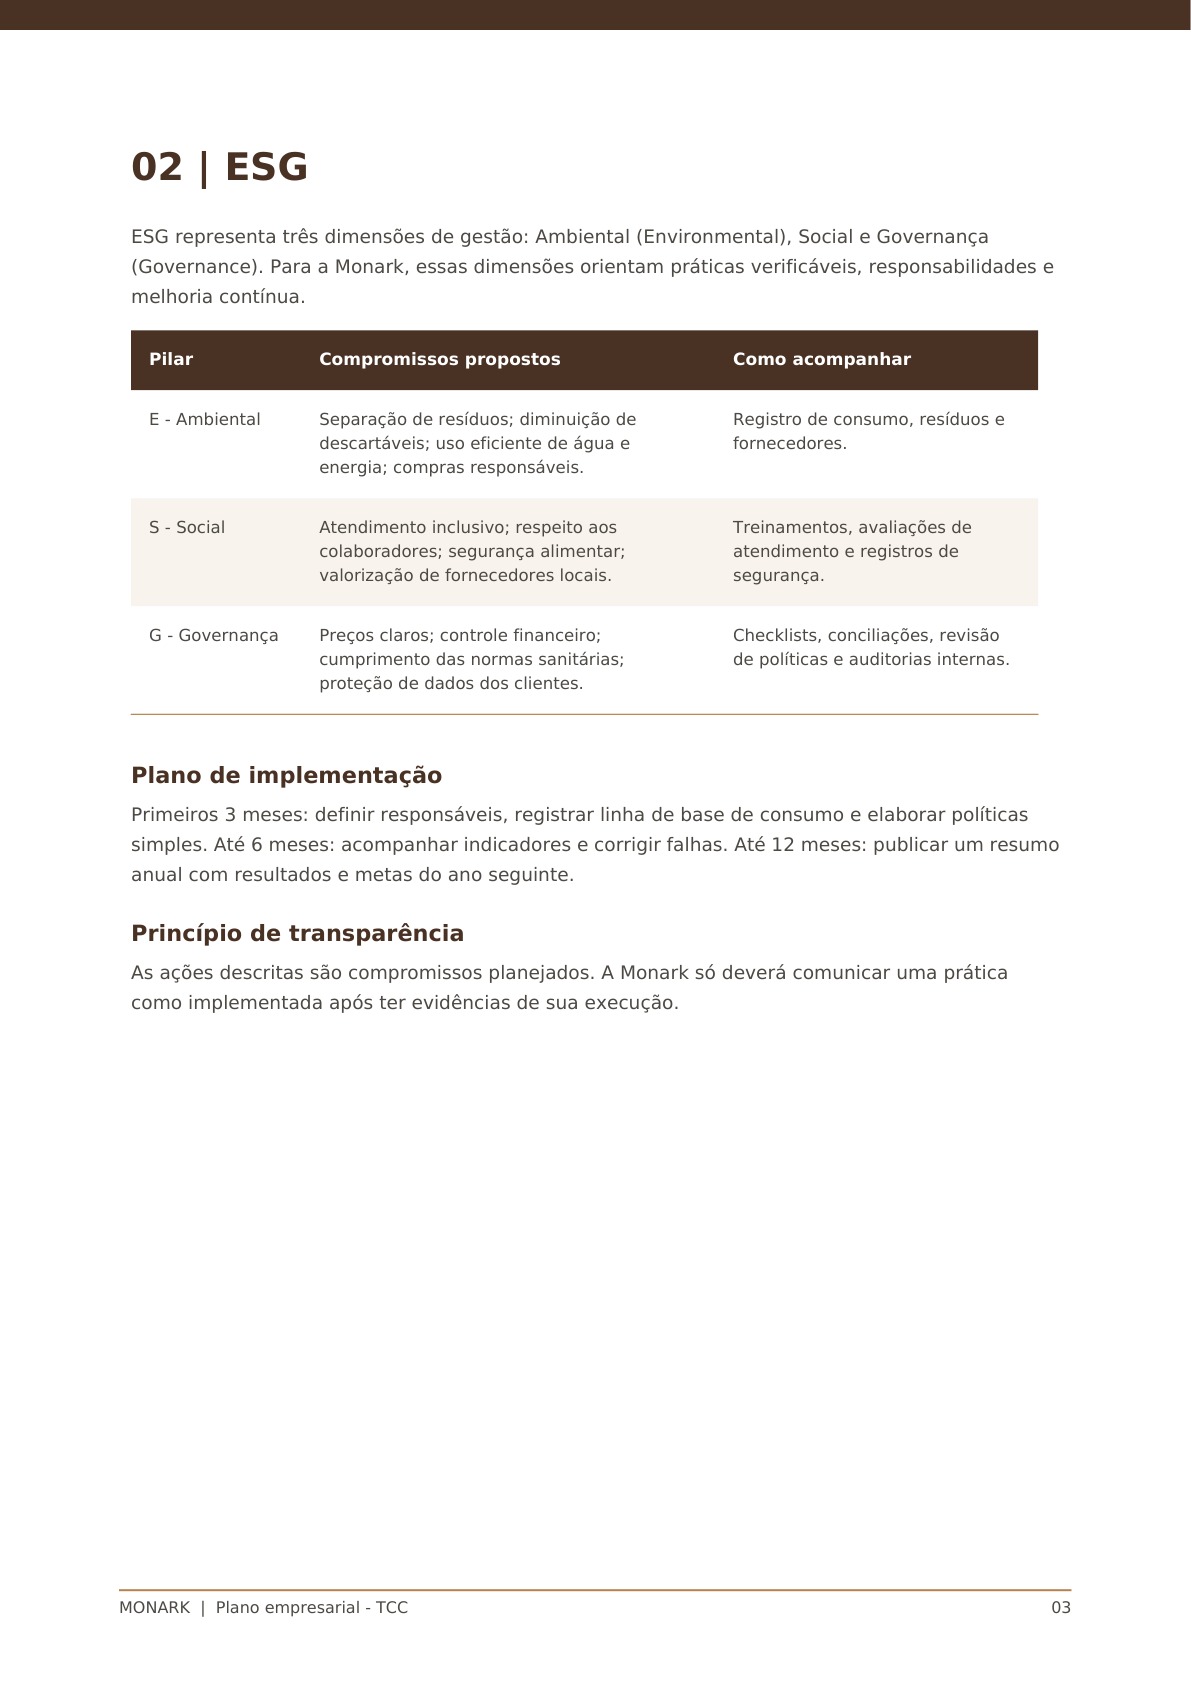 02 | ESG
ESG representa três dimensões de gestão: Ambiental (Environmental), Social e Governança
(Governance). Para a Monark, essas dimensões orientam práticas verificáveis, responsabilidades e
melhoria contínua.
Pilar Compromissos propostos Como acompanhar
E - Ambiental Separação de resíduos; diminuição de Registro de consumo, resíduos e
descartáveis; uso eficiente de água e fornecedores.
energia; compras responsáveis.
S - Social Atendimento inclusivo; respeito aos Treinamentos, avaliações de
colaboradores; segurança alimentar; atendimento e registros de
valorização de fornecedores locais. segurança.
G - Governança Preços claros; controle financeiro; Checklists, conciliações, revisão
cumprimento das normas sanitárias; de políticas e auditorias internas.
proteção de dados dos clientes.
Plano de implementação
Primeiros 3 meses: definir responsáveis, registrar linha de base de consumo e elaborar políticas
simples. Até 6 meses: acompanhar indicadores e corrigir falhas. Até 12 meses: publicar um resumo
anual com resultados e metas do ano seguinte.
Princípio de transparência
As ações descritas são compromissos planejados. A Monark só deverá comunicar uma prática
como implementada após ter evidências de sua execução.
MONARK | Plano empresarial - TCC 03